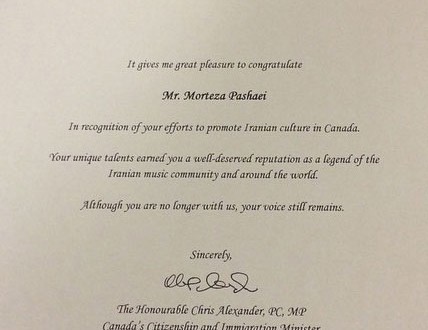 It gives me great pleasure to congratulate
Mr. Morteza Pashaei
In recognition of your efforts to promote Iranian culture in Canada.
Your unique talents earned you a well-deserved reputation as a legend of the
Iranian music community and around the world.
Although you are no longer with us, your voice still remains.
Sincerely,
The Honourable Chris Alexander, PC, MP
Canada's Citizenship and Immigration Minister